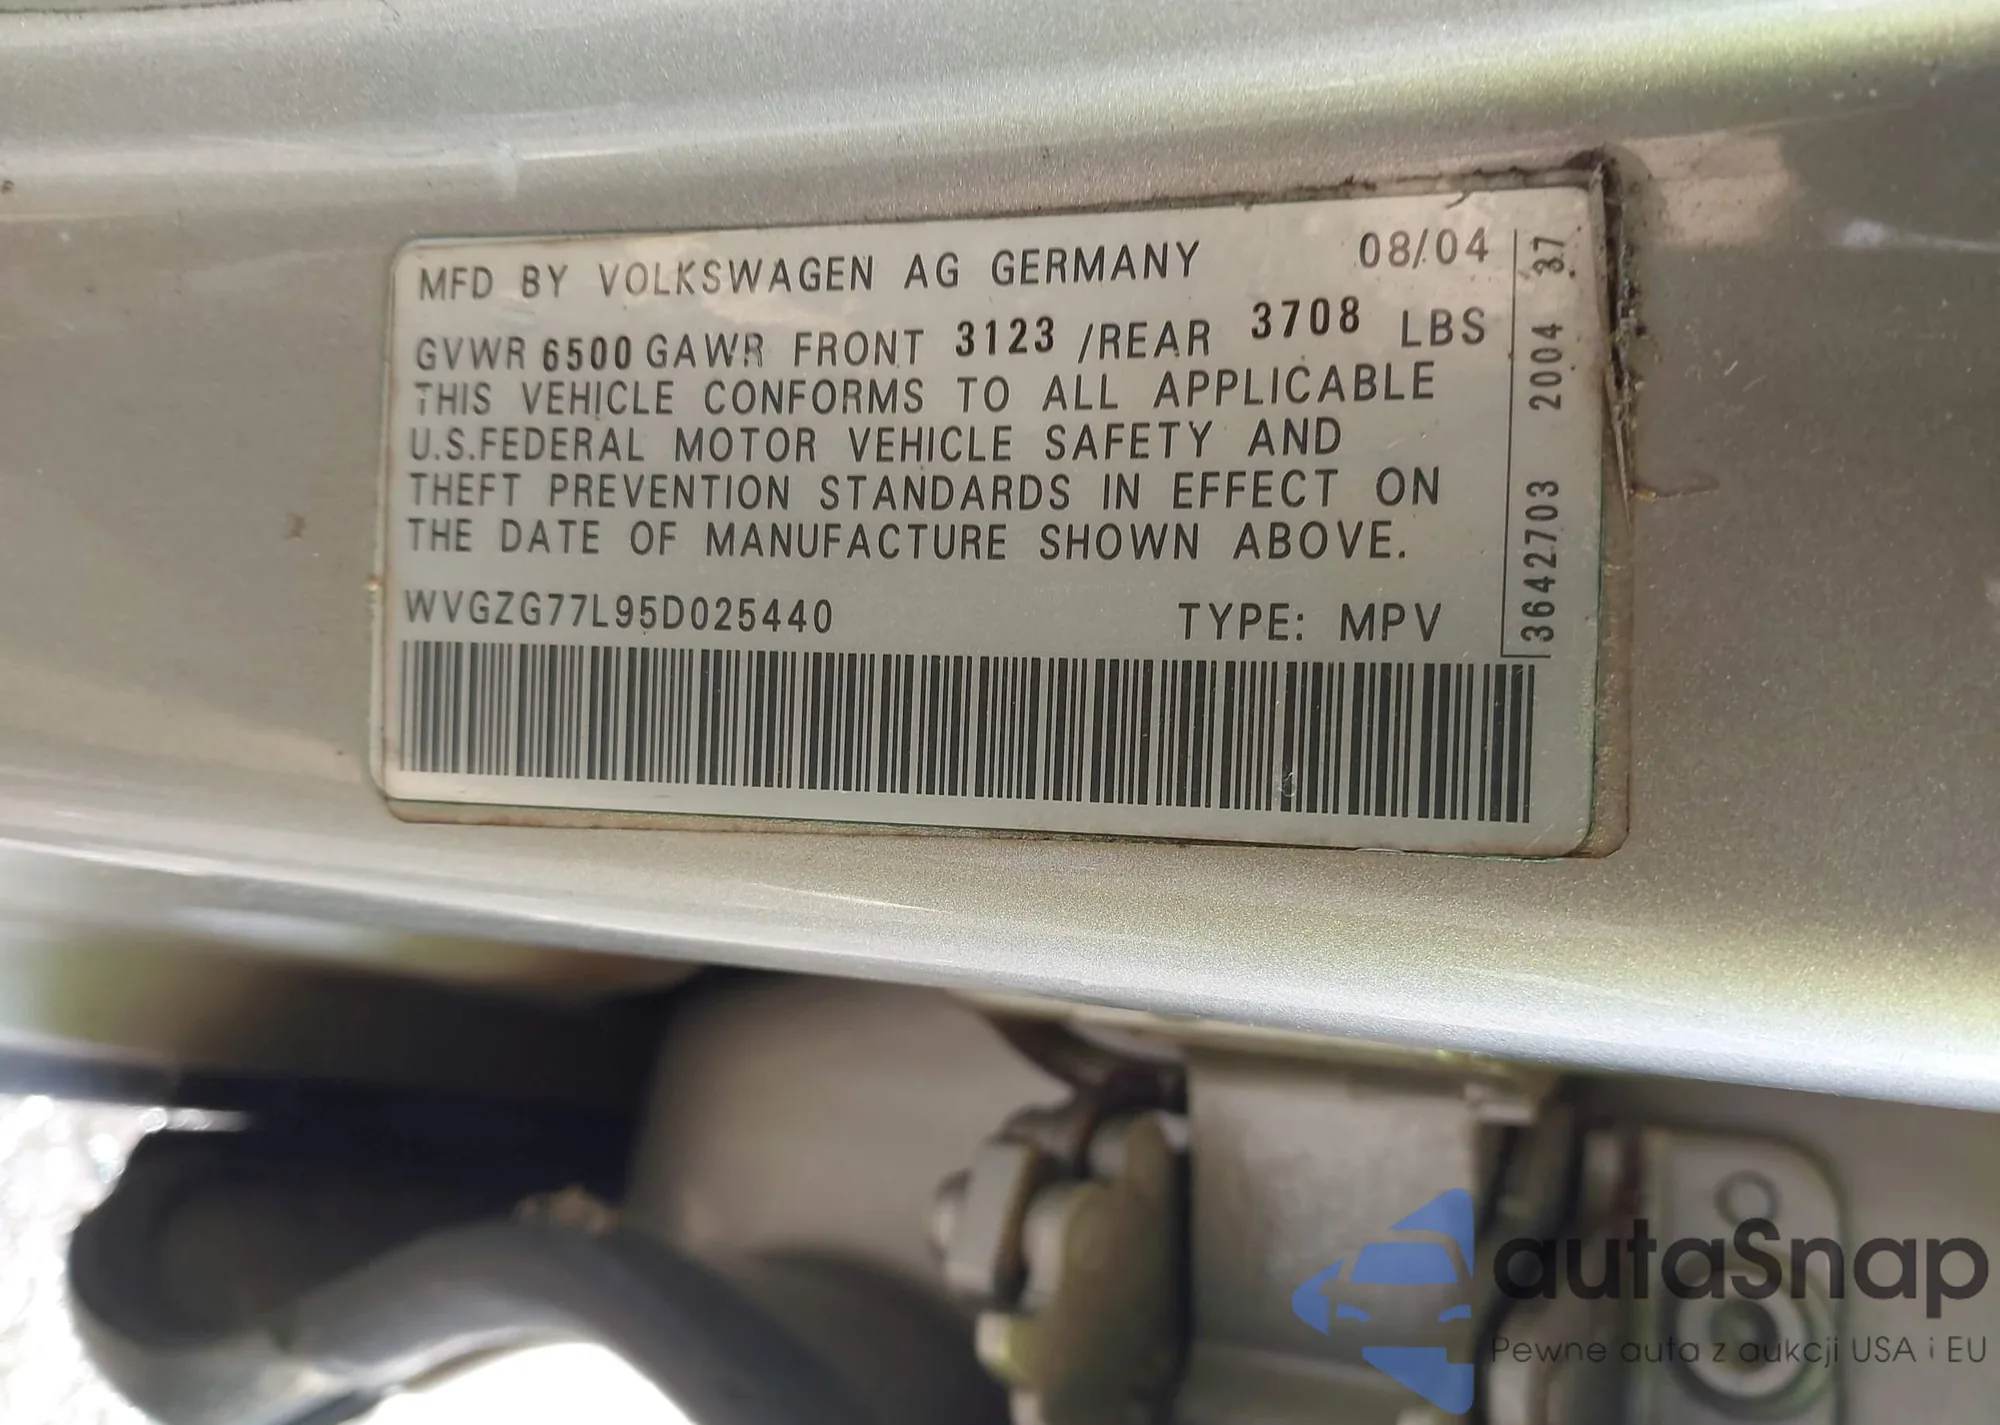 MFD BY VOLKSWAGEN AG GERMANY 08/04
GVWR 6500 GAWR FRONT 3123 /REAR 3708 LBS
THIS VEHICLE CONFORMS TO ALL APPLICABLE
U.S.FEDERAL MOTOR VEHICLE SAFETY AND
THEFT PREVENTION STANDARDS IN EFFECT ON
THE DATE OF MANUFACTURE SHOWN ABOVE.
WVGZG77L95D025440 TYPE: MPV
3642703 2004 37
autaSnap
Pewne auta z aukcji USA i EU